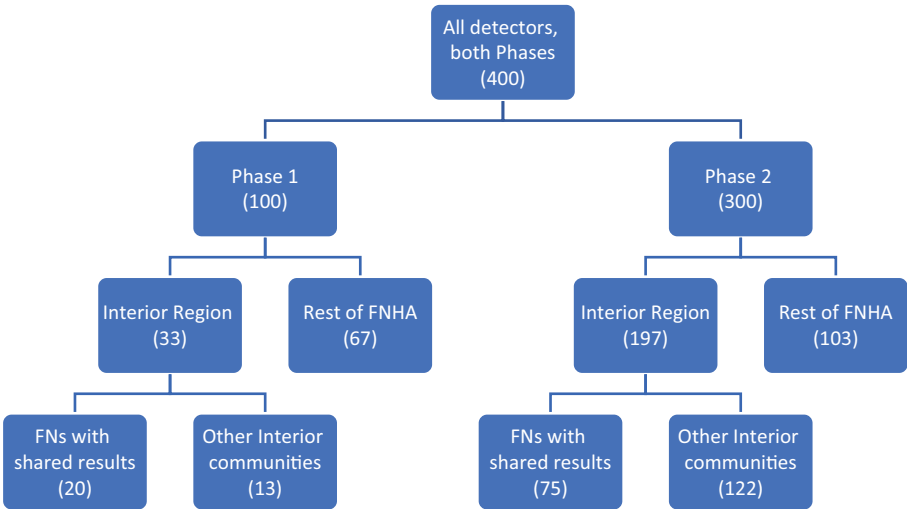 All detectors,
both Phases
(400)
Phase 1
(100)
Phase 2
(300)
Interior Region
(33)
Rest of FNHA
(67)
Interior Region
(197)
Rest of FNHA
(103)
FNs with
shared results
(20)
Other Interior
communities
(13)
FNs with
shared results
(75)
Other Interior
communities
(122)